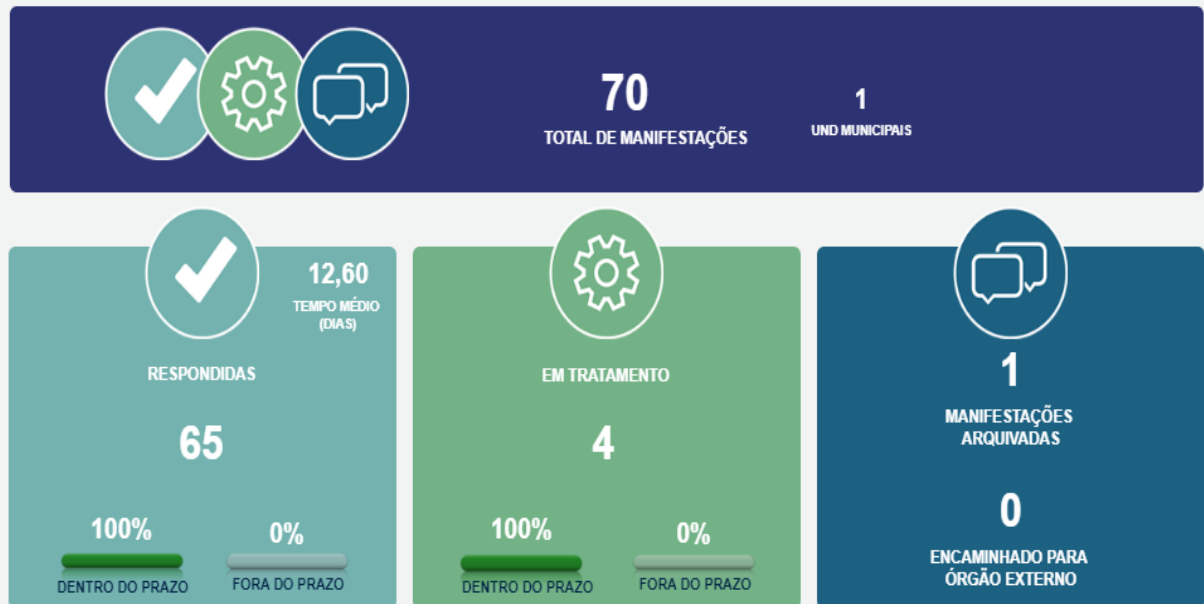 70
TOTAL DE MANIFESTAÇÕES
1
UND MUNICIPAIS
12,60
TEMPO MÉDIO
(DIAS)
RESPONDIDAS
65
100%
DENTRO DO PRAZO
0%
FORA DO PRAZO
EM TRATAMENTO
4
100%
DENTRO DO PRAZO
0%
FORA DO PRAZO
1
MANIFESTAÇÕES
ARQUIVADAS
0
ENCAMINHADO PARA
ÓRGÃO EXTERNO